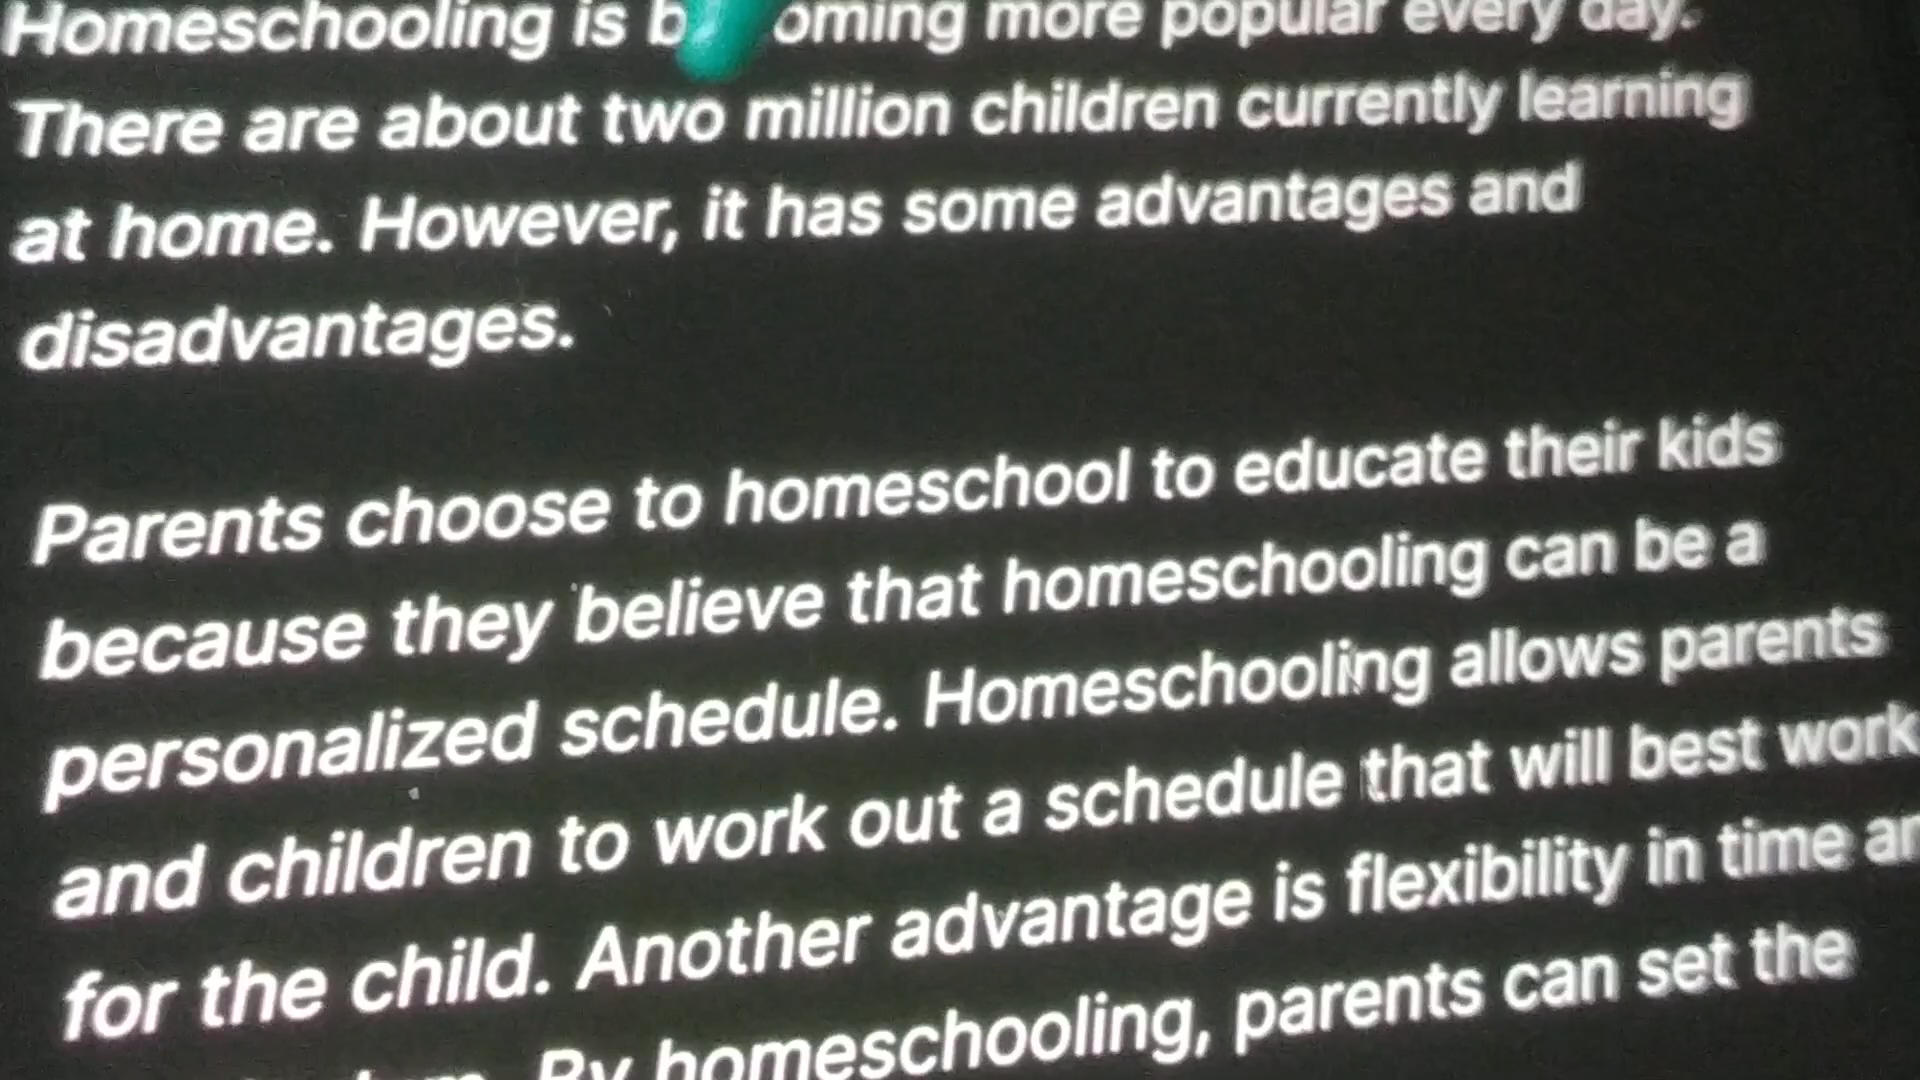 Homeschooling is more popular every day.
There are about two million children currently learning
at home. However, it has some advantages and
disadvantages.
Parents choose to homeschool to educate their kids
because they believe that homeschooling can be a
personalized schedule. Homeschooling allows parents
and children to work out a schedule that will best work
for the child. Another advantage is flexibility in time
By homeschooling, parents can set the